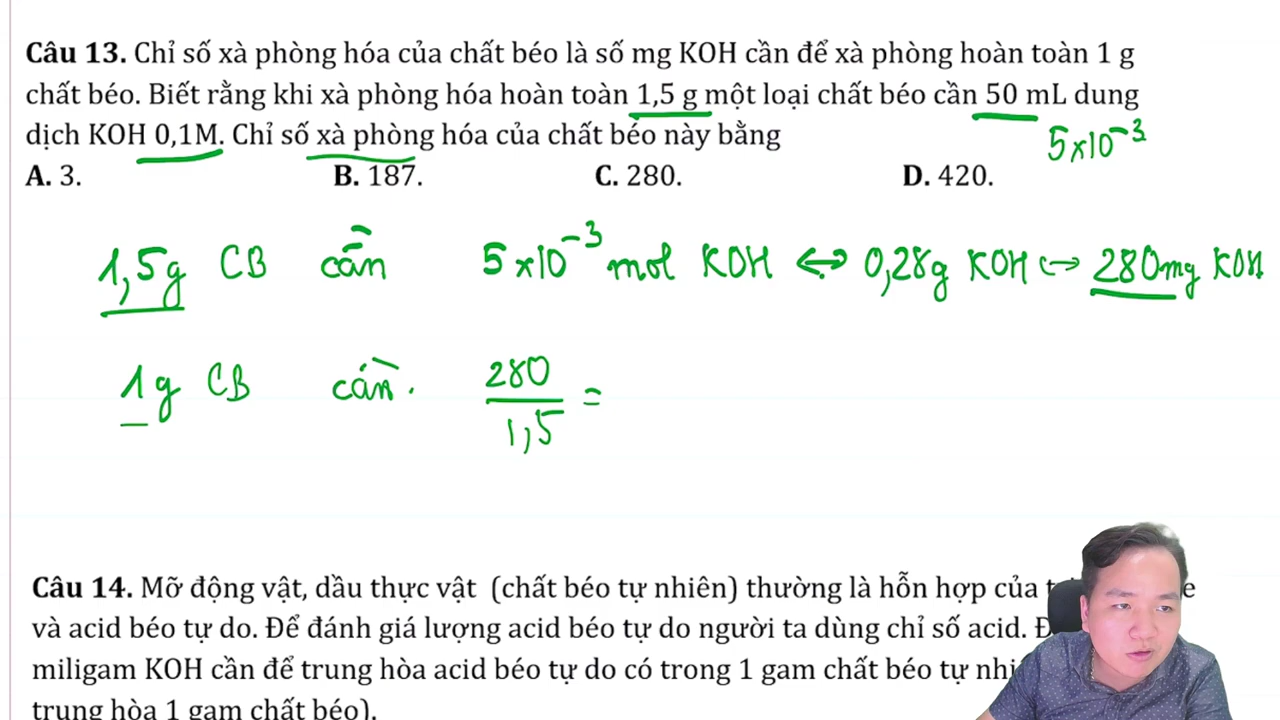 Câu 13. Chỉ số xà phòng hóa của chất béo là số mg KOH cần để xà phòng hoàn toàn 1 g
chất béo. Biết rằng khi xà phòng hóa hoàn toàn 1,5 g một loại chất béo cần 50 mL dung
dịch KOH 0,1M. Chỉ số xà phòng hóa của chất béo này bằng
5×10⁻³
A. 3. B. 187. C. 280. D. 420.
1,5g CB cần 5×10⁻³ mol KOH ↔ 0,28g KOH ↔ 280mg KOH
1g CB cần. 280/1,5 =
Câu 14. Mỡ động vật, dầu thực vật (chất béo tự nhiên) thường là hỗn hợp của
và acid béo tự do. Để đánh giá lượng acid béo tự do người ta dùng chỉ số acid.
miligam KOH cần để trung hòa acid béo tự do có trong 1 gam chất béo tự
trung hòa 1 gam chất béo).